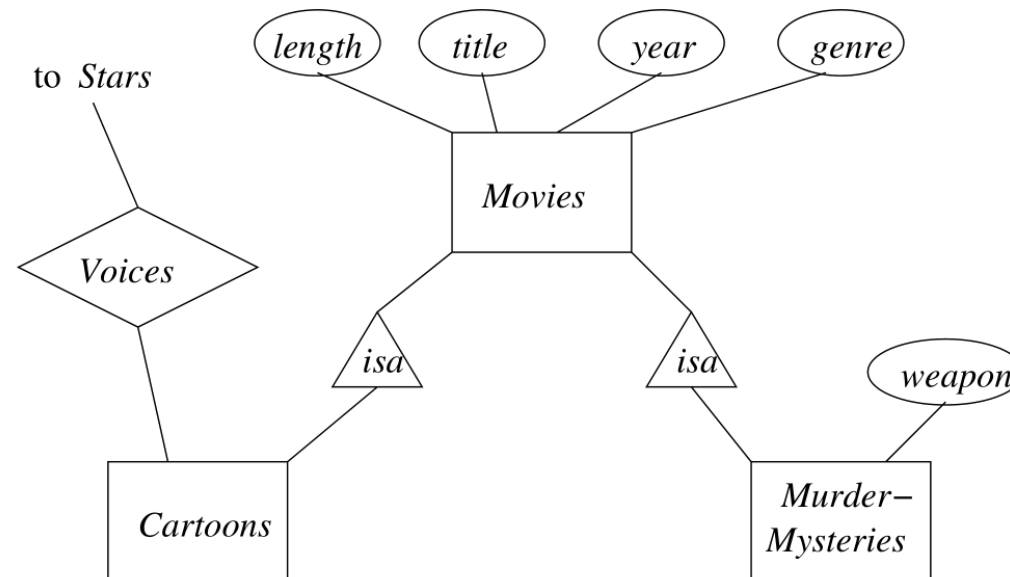 length title year genre
to Stars
Movies
Voices
isa isa
weapon
Cartoons
Murder–
Mysteries